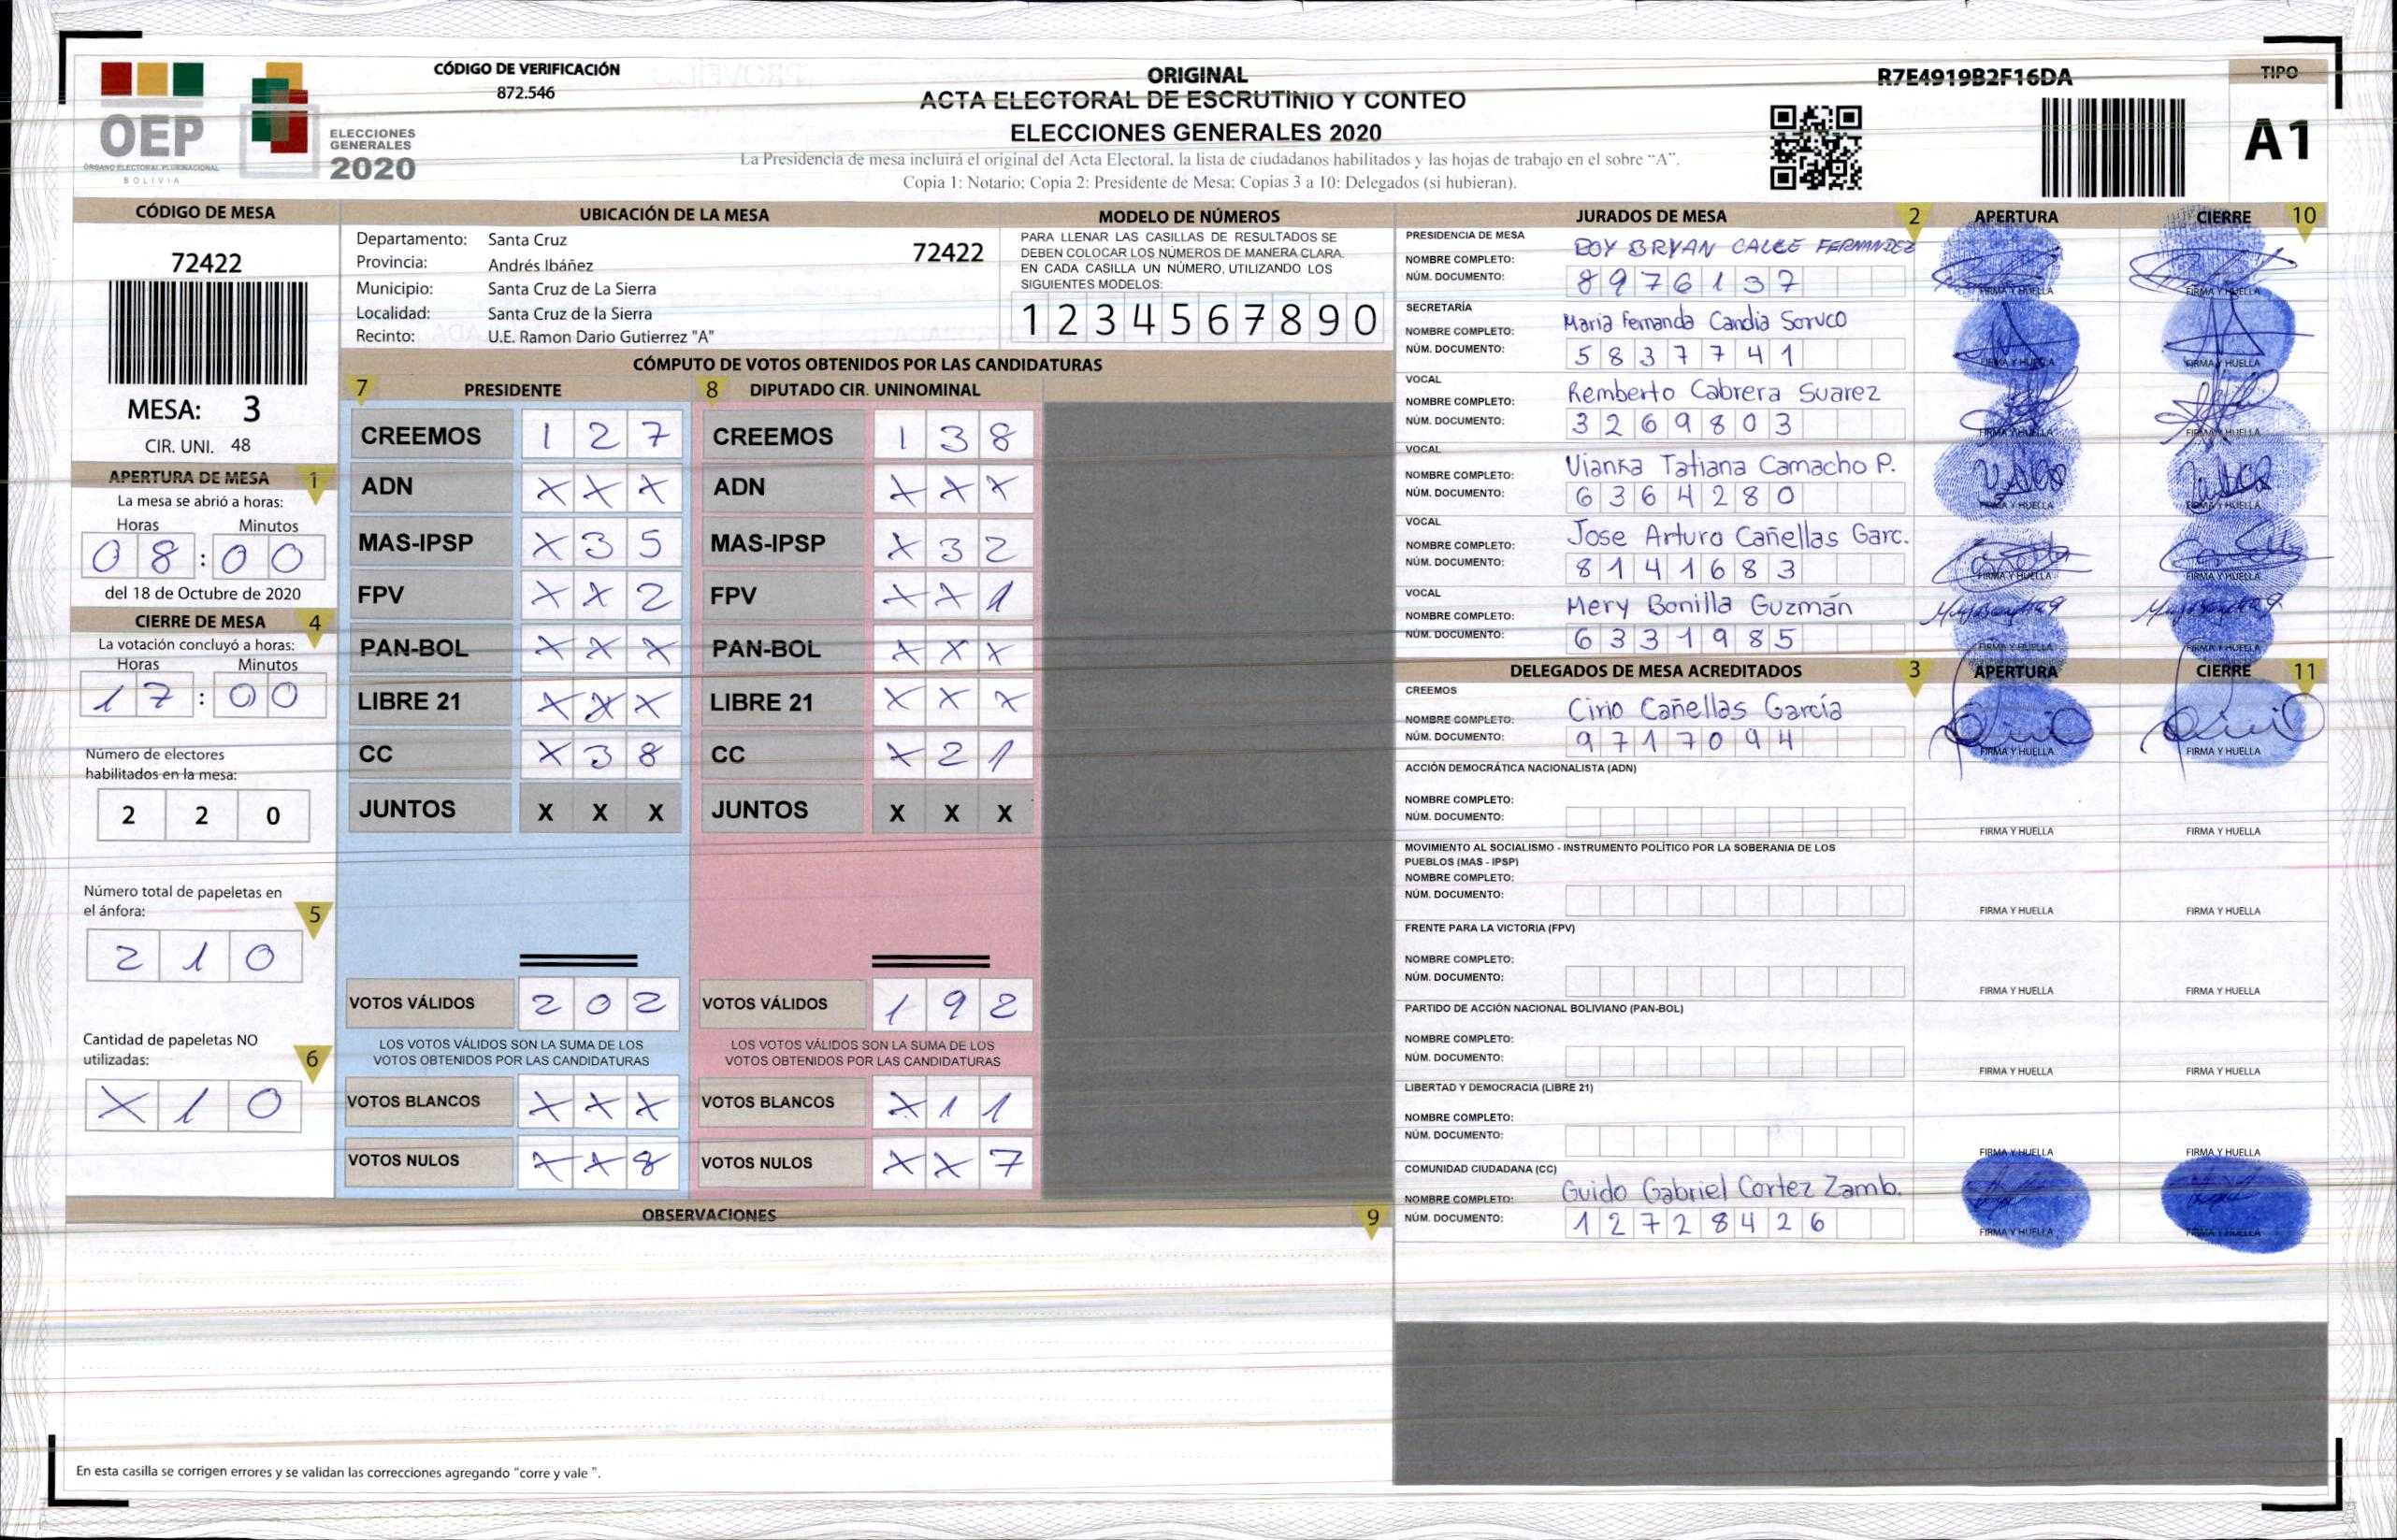 CÓDIGO DE VERIFICACIÓN
872.546
OEP
ÓRGANO ELECTORAL PLURINACIONAL
BOLIVIA
ELECCIONES
GENERALES
2020
ORIGINAL
ACTA ELECTORAL DE ESCRUTINIO Y CONTEO
ELECCIONES GENERALES 2020
La Presidencia de mesa incluirá el original del Acta Electoral, la lista de ciudadanos habilitados y las hojas de trabajo en el sobre "A".
Copia 1: Notario; Copia 2: Presidente de Mesa; Copias 3 a 10: Delegados (si hubieran).
R7E4919B2F16DA
TIPO
A1
CÓDIGO DE MESA
72422
MESA: 3
CIR. UNI. 48
APERTURA DE MESA 1
La mesa se abrió a horas:
Horas Minutos
08:00
del 18 de Octubre de 2020
CIERRE DE MESA 4
La votación concluyó a horas:
Horas Minutos
17:00
Número de electores
habilitados en la mesa:
2 2 0
Número total de papeletas en
el ánfora: 5
2 1 0
Cantidad de papeletas NO
utilizadas: 6
X 1 0
UBICACIÓN DE LA MESA
Departamento: Santa Cruz 72422
Provincia: Andrés Ibáñez
Municipio: Santa Cruz de La Sierra
Localidad: Santa Cruz de la Sierra
Recinto: U.E. Ramon Dario Gutierrez "A"
MODELO DE NÚMEROS
PARA LLENAR LAS CASILLAS DE RESULTADOS SE
DEBEN COLOCAR LOS NÚMEROS DE MANERA CLARA.
EN CADA CASILLA UN NÚMERO, UTILIZANDO LOS
SIGUIENTES MODELOS:
1 2 3 4 5 6 7 8 9 0
CÓMPUTO DE VOTOS OBTENIDOS POR LAS CANDIDATURAS
7 PRESIDENTE 8 DIPUTADO CIR. UNINOMINAL
CREEMOS 1 2 7 CREEMOS 1 3 8
ADN X X X ADN X X X
MAS-IPSP X 3 5 MAS-IPSP X 3 2
FPV X X 2 FPV X X 1
PAN-BOL X X X PAN-BOL X X X
LIBRE 21 X X X LIBRE 21 X X X
CC X 3 8 CC X 2 1
JUNTOS X X X JUNTOS X X X
VOTOS VÁLIDOS 2 0 2 VOTOS VÁLIDOS 1 9 2
LOS VOTOS VÁLIDOS SON LA SUMA DE LOS LOS VOTOS VÁLIDOS SON LA SUMA DE LOS
VOTOS OBTENIDOS POR LAS CANDIDATURAS VOTOS OBTENIDOS POR LAS CANDIDATURAS
VOTOS BLANCOS X X X VOTOS BLANCOS X 1 1
VOTOS NULOS X X 8 VOTOS NULOS X X 7
OBSERVACIONES 9
En esta casilla se corrigen errores y se validan las correcciones agregando "corre y vale ".
JURADOS DE MESA 2 APERTURA CIERRE 10
PRESIDENCIA DE MESA
NOMBRE COMPLETO: ROY BRYAN CALLE FERNANDEZ
NÚM. DOCUMENTO: 8976137
FIRMA Y HUELLA FIRMA Y HUELLA
SECRETARÍA
NOMBRE COMPLETO: Maria Fernanda Candia Soruco
NÚM. DOCUMENTO: 5837741
FIRMA Y HUELLA FIRMA Y HUELLA
VOCAL
NOMBRE COMPLETO: Remberto Cabrera Suarez
NÚM. DOCUMENTO: 3269803
FIRMA Y HUELLA FIRMA Y HUELLA
VOCAL
NOMBRE COMPLETO: Vianka Tatiana Camacho P.
NÚM. DOCUMENTO: 6364280
FIRMA Y HUELLA FIRMA Y HUELLA
VOCAL
NOMBRE COMPLETO: Jose Arturo Cañellas Garc.
NÚM. DOCUMENTO: 8141683
FIRMA Y HUELLA FIRMA Y HUELLA
VOCAL
NOMBRE COMPLETO: Mery Bonilla Guzmán
NÚM. DOCUMENTO: 6331985
FIRMA Y HUELLA FIRMA Y HUELLA
DELEGADOS DE MESA ACREDITADOS 3 APERTURA CIERRE 11
CREEMOS
NOMBRE COMPLETO: Cirio Cañellas García
NÚM. DOCUMENTO: 9717094
FIRMA Y HUELLA FIRMA Y HUELLA
ACCIÓN DEMOCRÁTICA NACIONALISTA (ADN)
NOMBRE COMPLETO:
NÚM. DOCUMENTO:
FIRMA Y HUELLA FIRMA Y HUELLA
MOVIMIENTO AL SOCIALISMO - INSTRUMENTO POLÍTICO POR LA SOBERANIA DE LOS
PUEBLOS (MAS - IPSP)
NOMBRE COMPLETO:
NÚM. DOCUMENTO:
FIRMA Y HUELLA FIRMA Y HUELLA
FRENTE PARA LA VICTORIA (FPV)
NOMBRE COMPLETO:
NÚM. DOCUMENTO:
FIRMA Y HUELLA FIRMA Y HUELLA
PARTIDO DE ACCIÓN NACIONAL BOLIVIANO (PAN-BOL)
NOMBRE COMPLETO:
NÚM. DOCUMENTO:
FIRMA Y HUELLA FIRMA Y HUELLA
LIBERTAD Y DEMOCRACIA (LIBRE 21)
NOMBRE COMPLETO:
NÚM. DOCUMENTO:
FIRMA Y HUELLA FIRMA Y HUELLA
COMUNIDAD CIUDADANA (CC)
NOMBRE COMPLETO: Guido Gabriel Cortez Zamb.
NÚM. DOCUMENTO: 12728426
FIRMA Y HUELLA FIRMA Y HUELLA